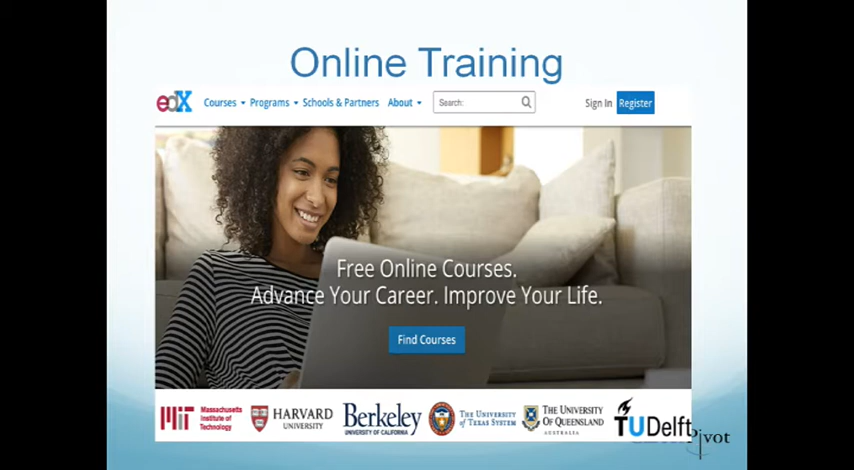 Online Training
edX Courses Programs Schools & Partners About Search: Sign In Register
Free Online Courses.
Advance Your Career. Improve Your Life.
Find Courses
MIT Massachusetts
Institute of
Technology
HARVARD
UNIVERSITY
Berkeley
UNIVERSITY OF CALIFORNIA
THE UNIVERSITY
OF TEXAS SYSTEM
THE UNIVERSITY
OF QUEENSLAND
AUSTRALIA
TUDelft
Pivot